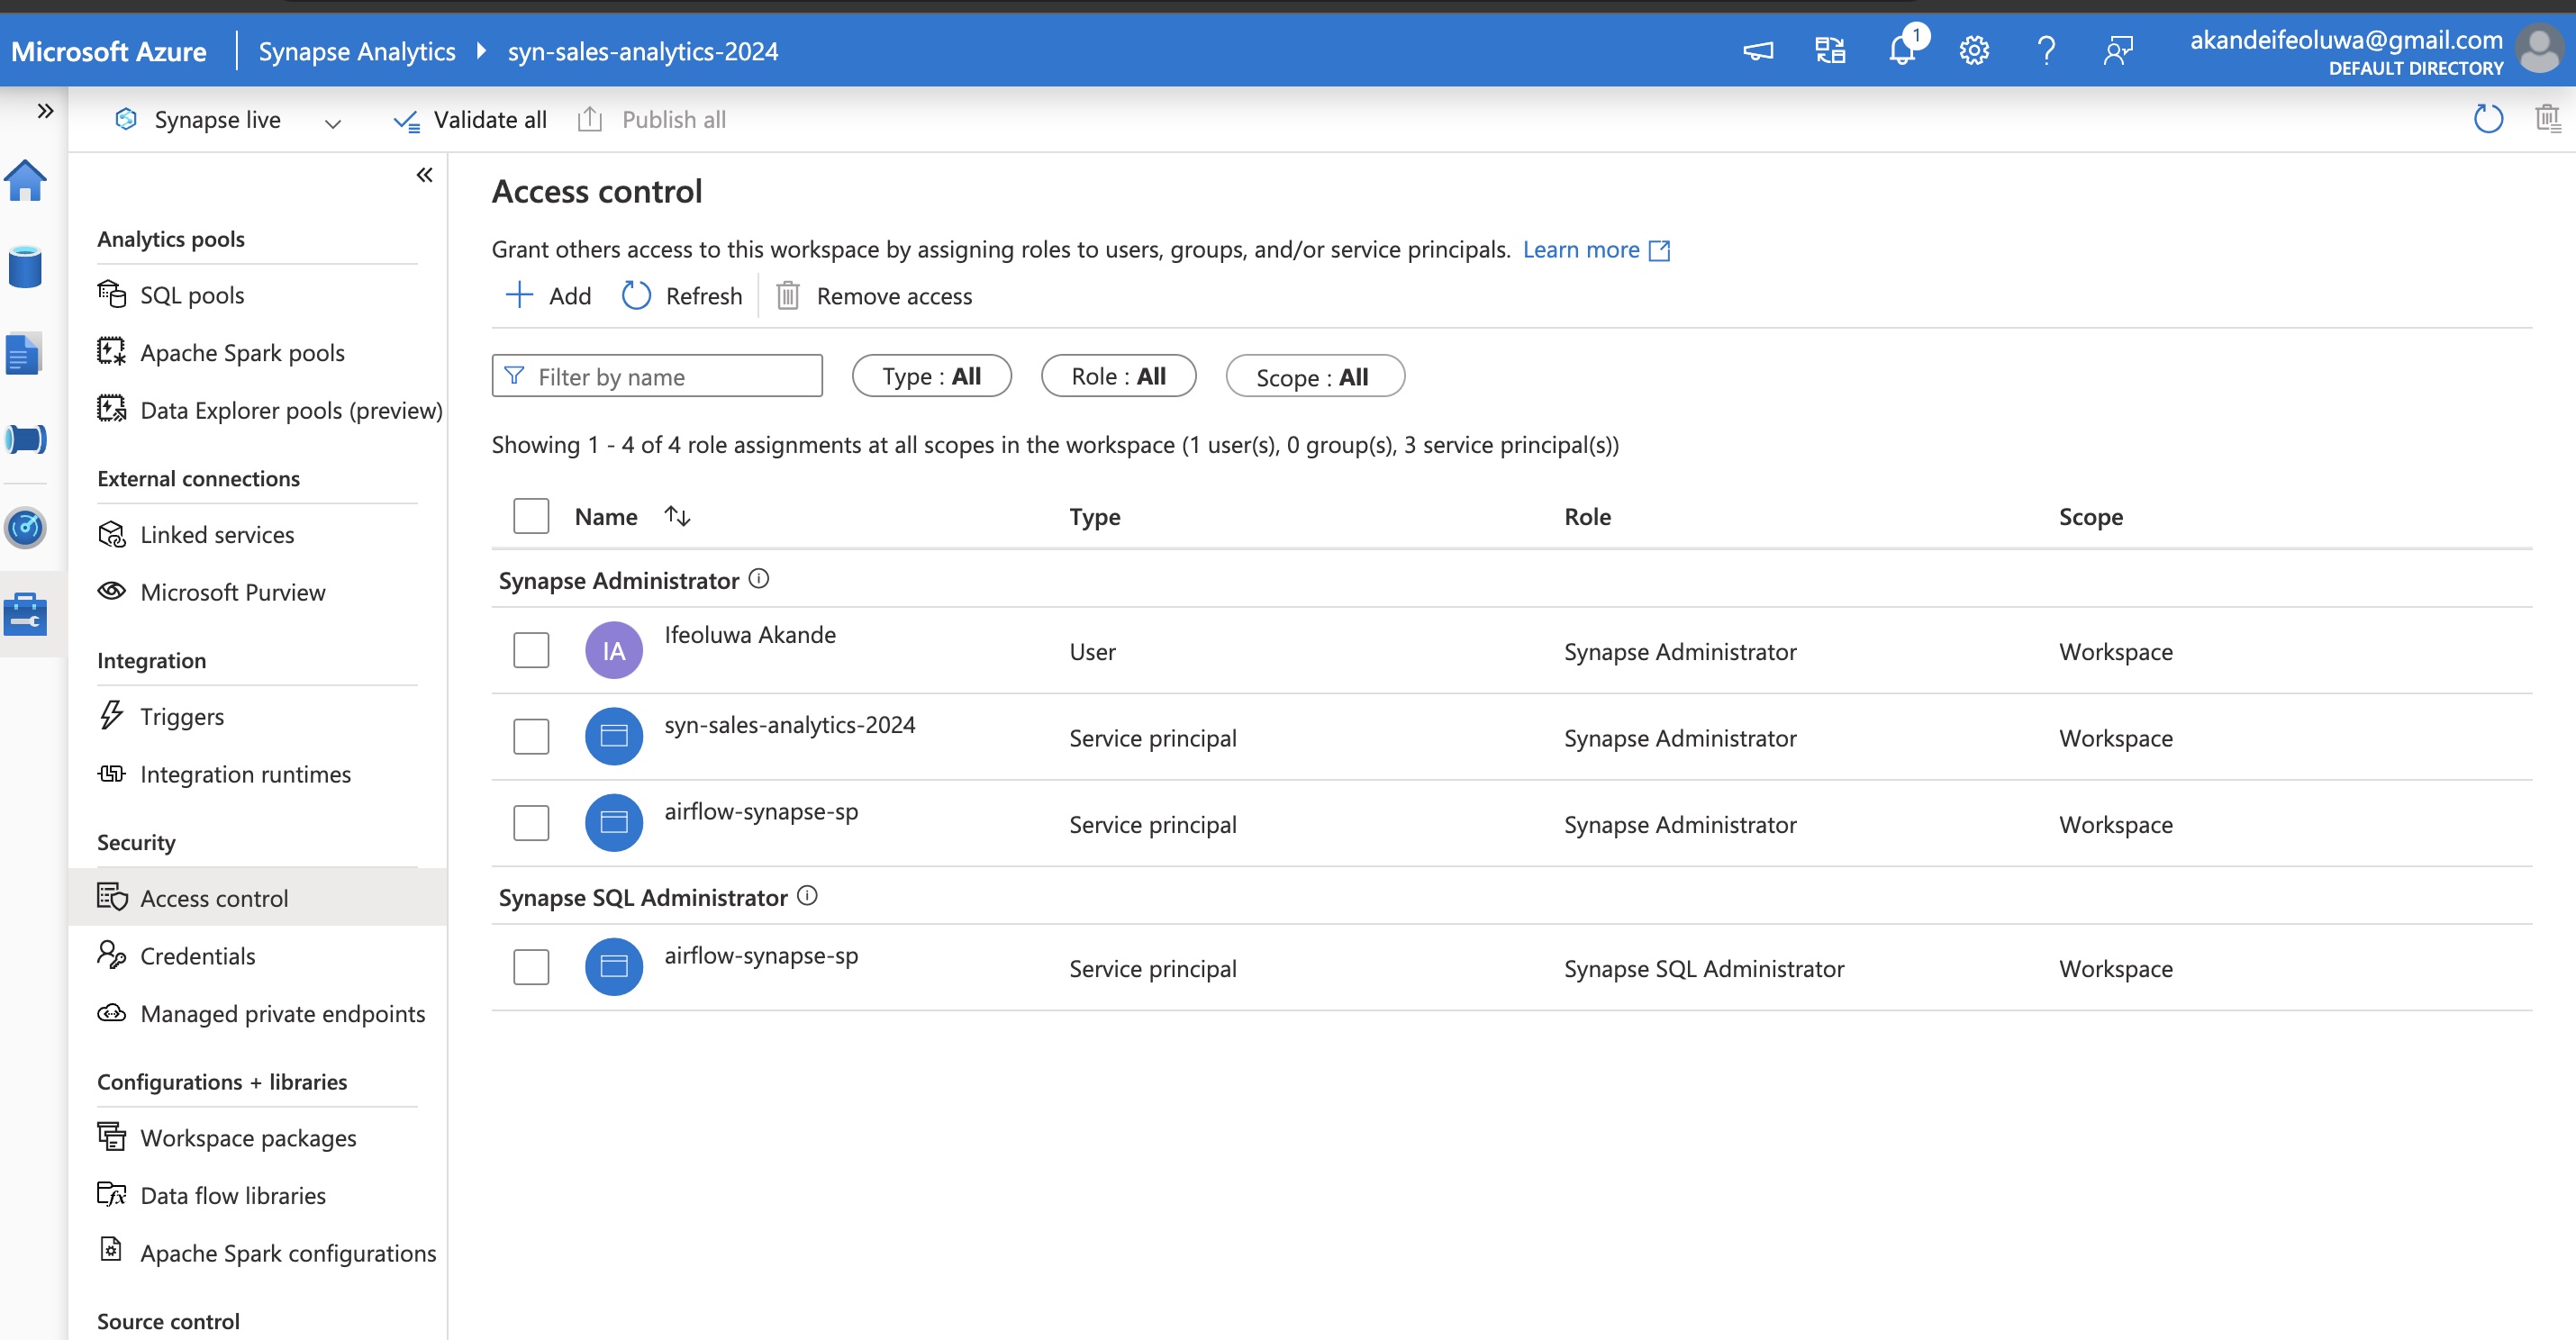 Microsoft Azure
Synapse Analytics
syn-sales-analytics-2024
1
akandeifeoluwa@gmail.com
DEFAULT DIRECTORY
Synapse live
Validate all
Publish all
Analytics pools
SQL pools
Apache Spark pools
Data Explorer pools (preview)
External connections
Linked services
Microsoft Purview
Integration
Triggers
Integration runtimes
Security
Access control
Credentials
Managed private endpoints
Configurations + libraries
Workspace packages
Data flow libraries
Apache Spark configurations
Source control
Access control
Grant others access to this workspace by assigning roles to users, groups, and/or service principals. Learn more
Add Refresh Remove access
Filter by name Type : All Role : All Scope : All
Showing 1 - 4 of 4 role assignments at all scopes in the workspace (1 user(s), 0 group(s), 3 service principal(s))
Name Type Role Scope
Synapse Administrator
IA Ifeoluwa Akande User Synapse Administrator Workspace
syn-sales-analytics-2024 Service principal Synapse Administrator Workspace
airflow-synapse-sp Service principal Synapse Administrator Workspace
Synapse SQL Administrator
airflow-synapse-sp Service principal Synapse SQL Administrator Workspace